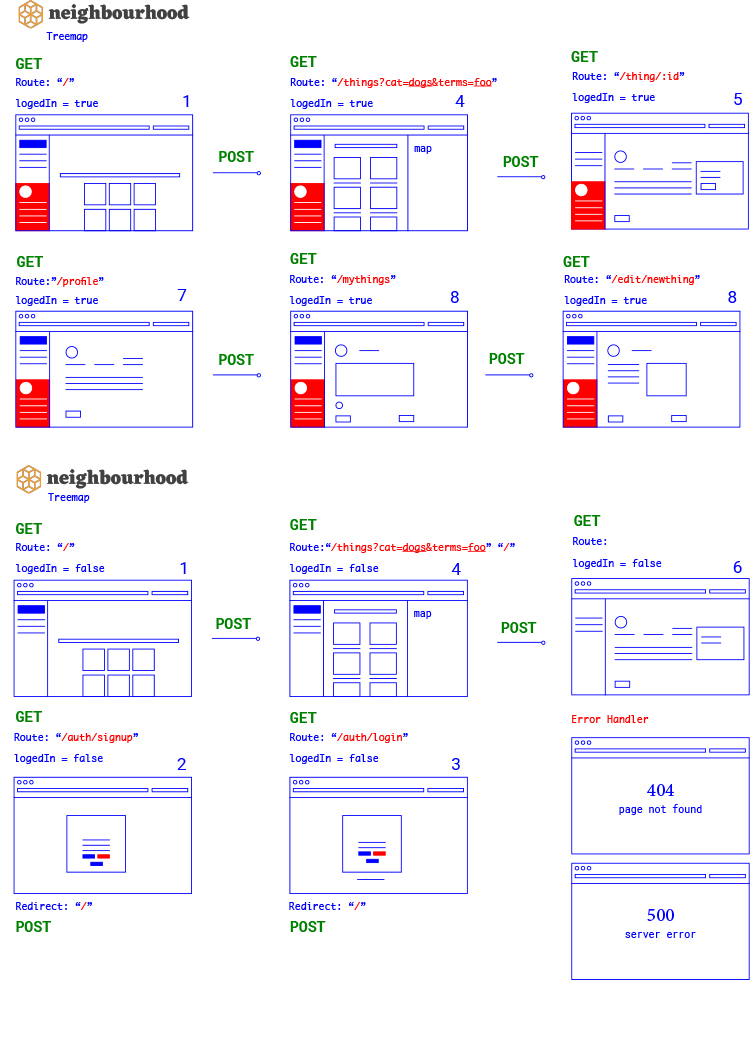 neighbourhood
Treemap
GET
Route: “/”
logedIn = true
1
GET
Route: “/things?cat=dogs&terms=foo”
logedIn = true
4
GET
Route: “/thing/:id”
logedIn = true
5
map
POST
POST
GET
Route:”/profile”
logedIn = true
7
GET
Route: “/mythings”
logedIn = true
8
GET
Route: “/edit/newthing”
logedIn = true
8
POST
POST
neighbourhood
Treemap
GET
Route: “/”
logedIn = false
1
GET
Route:“/things?cat=dogs&terms=foo” “/”
logedIn = false
4
GET
Route:
logedIn = false
6
map
POST
POST
GET
Route: “/auth/signup”
logedIn = false
2
Redirect: “/”
POST
GET
Route: “/auth/login”
logedIn = false
3
Redirect: “/”
POST
Error Handler
404
page not found
500
server error